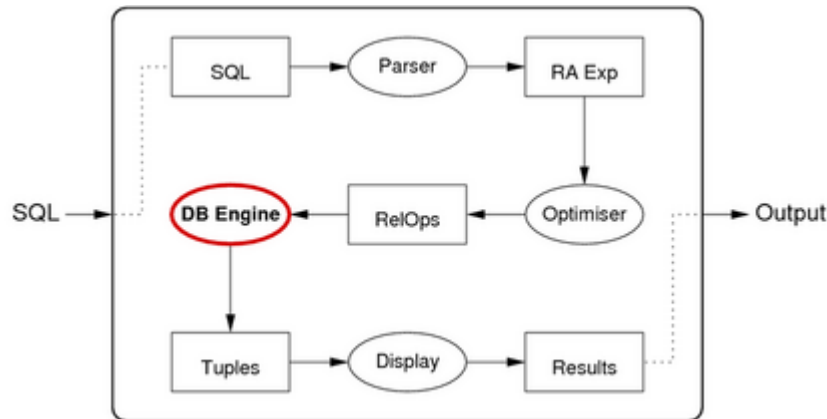 SQL
Parser
RA Exp
SQL
DB Engine
RelOps
Optimiser
Output
Tuples
Display
Results